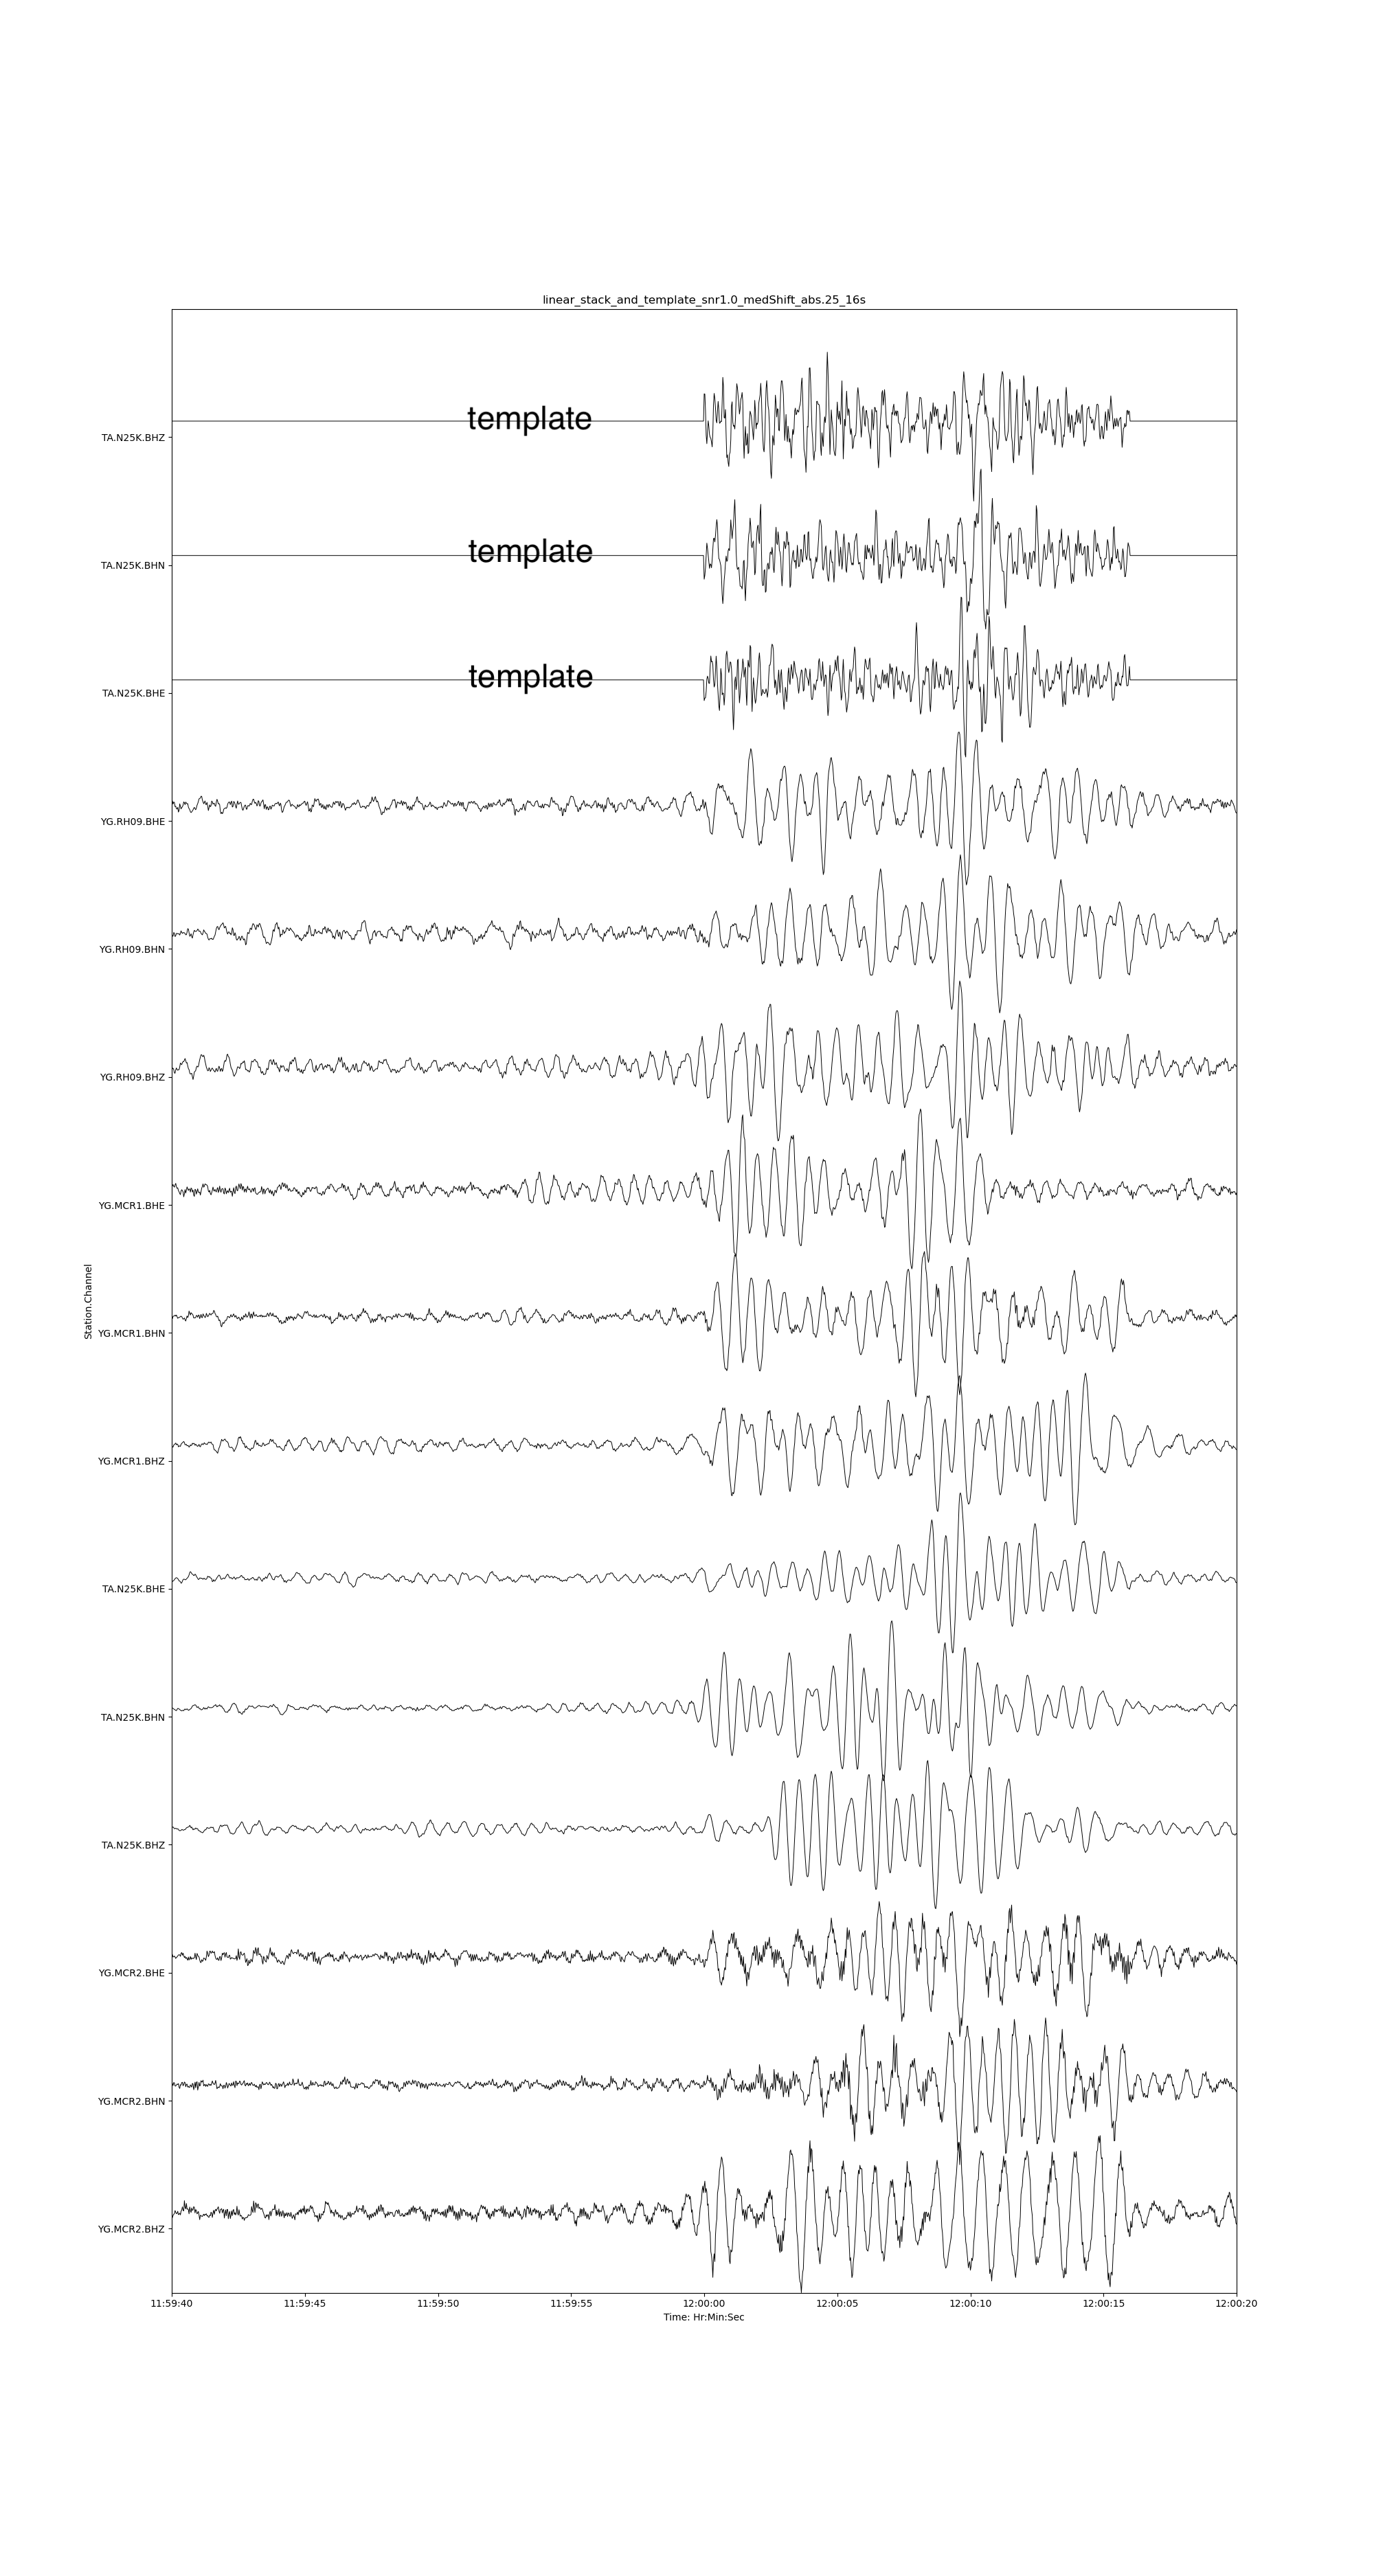 linear_stack_and_template_snr1.0_medShift_abs.25_16s
template
TA.N25K.BHZ
template
TA.N25K.BHN
template
TA.N25K.BHE
YG.RH09.BHE
YG.RH09.BHN
YG.RH09.BHZ
YG.MCR1.BHE
Station.Channel
YG.MCR1.BHN
YG.MCR1.BHZ
TA.N25K.BHE
TA.N25K.BHN
TA.N25K.BHZ
YG.MCR2.BHE
YG.MCR2.BHN
YG.MCR2.BHZ
11:59:40 11:59:45 11:59:50 11:59:55 12:00:00 12:00:05 12:00:10 12:00:15 12:00:20
Time: Hr:Min:Sec